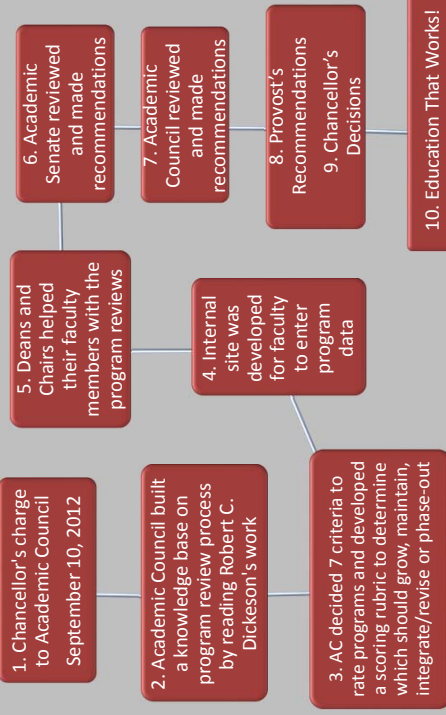 1. Chancellor's charge
to Academic Council
September 10, 2012
2. Academic Council built
a knowledge base on
program review process
by reading Robert C.
Dickeson's work
3. AC decided 7 criteria to
rate programs and developed
a scoring rubric to determine
which should grow, maintain,
integrate/revise or phase-out
4. Internal
site was
developed
for faculty
to enter
program
data
5. Deans and
Chairs helped
their faculty
members with the
program reviews
6. Academic
Senate reviewed
and made
recommendations
7. Academic
Council reviewed
and made
recommendations
8. Provost's
Recommendations
9. Chancellor's
Decisions
10. Education That Works!